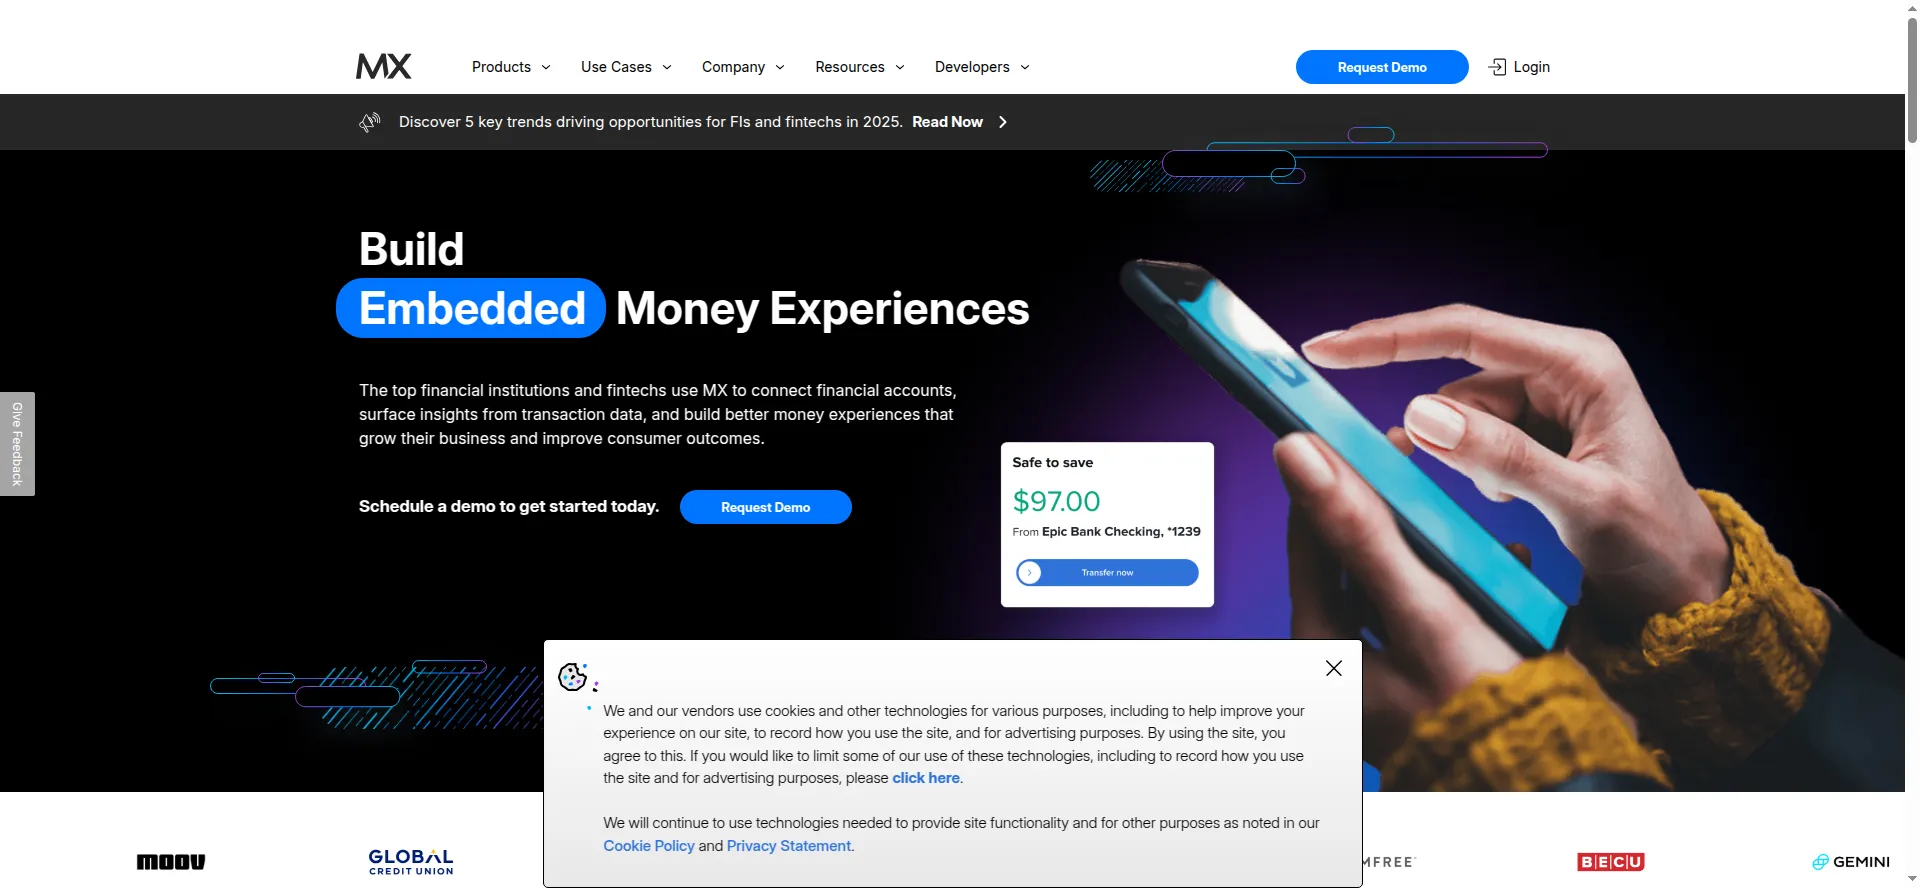 MX
Products
Use Cases
Company
Resources
Developers
Request Demo
Login
Discover 5 key trends driving opportunities for FIs and fintechs in 2025. Read Now
Build
Embedded Money Experiences
The top financial institutions and fintechs use MX to connect financial accounts,
surface insights from transaction data, and build better money experiences that
grow their business and improve consumer outcomes.
Schedule a demo to get started today.
Request Demo
Give Feedback
Safe to save
$97.00
From Epic Bank Checking, *1239
Transfer now
We and our vendors use cookies and other technologies for various purposes, including to help improve your
experience on our site, to record how you use the site, and for advertising purposes. By using the site, you
agree to this. If you would like to limit some of our use of these technologies, including to record how you use
the site and for advertising purposes, please click here.
We will continue to use technologies needed to provide site functionality and for other purposes as noted in our
Cookie Policy and Privacy Statement.
moov
GLOBAL
CREDIT UNION
BECU
GEMINI